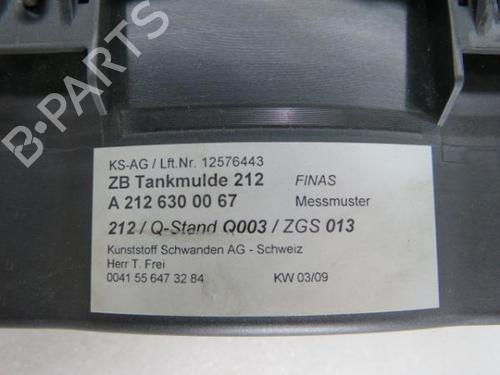 B-PARTS
KS-AG / Lft.Nr. 12576443
ZB Tankmulde 212 FINAS
A 212 630 00 67 Messmuster
212 / Q-Stand Q003 / ZGS 013
Kunststoff Schwanden AG - Schweiz
Herr T. Frei
0041 55 647 32 84 KW 03/09